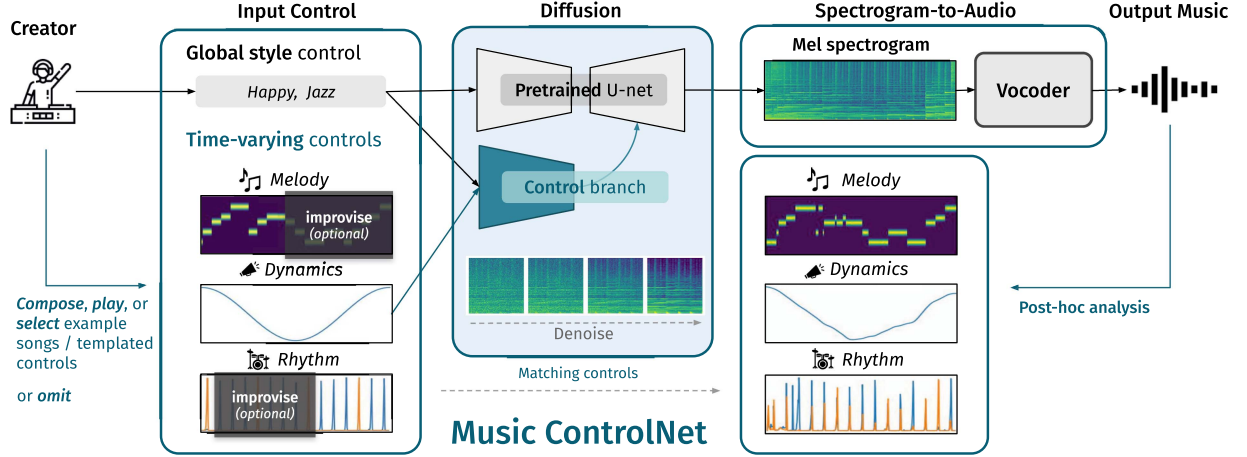 Creator
Input Control
Diffusion
Spectrogram-to-Audio
Output Music
Global style control
Happy, Jazz
Time-varying controls
Melody
improvise
(optional)
Dynamics
Rhythm
improvise
(optional)
Compose, play, or
select example
songs / templated
controls
or omit
Pretrained U-net
Control branch
Denoise
Matching controls
Music ControlNet
Mel spectrogram
Vocoder
Melody
Dynamics
Rhythm
Post-hoc analysis